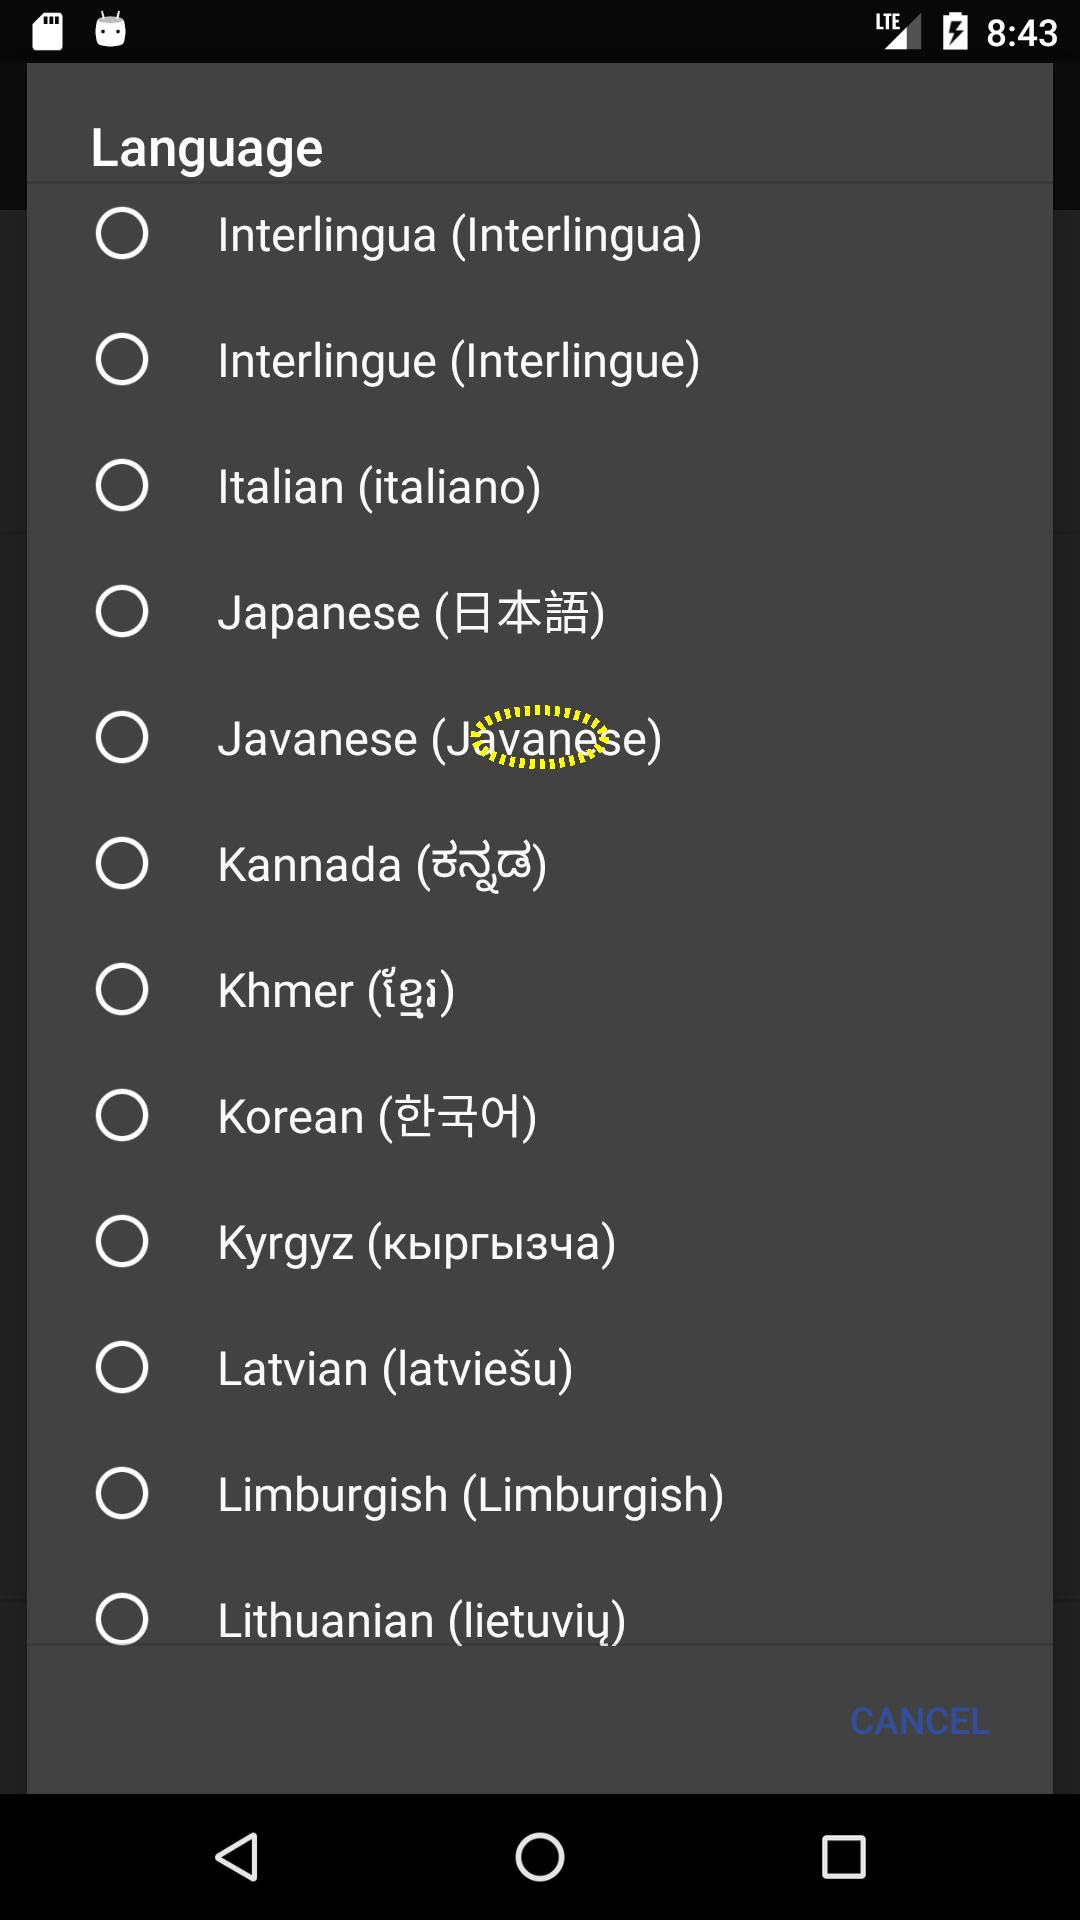 LTE 8:43
Language
Interlingua (Interlingua)
Interlingue (Interlingue)
Italian (italiano)
Japanese (日本語)
Javanese (Javanese)
Kannada (ಕನ್ನಡ)
Khmer (ខ្មែរ)
Korean (한국어)
Kyrgyz (кыргызча)
Latvian (latviešu)
Limburgish (Limburgish)
Lithuanian (lietuvių)
CANCEL